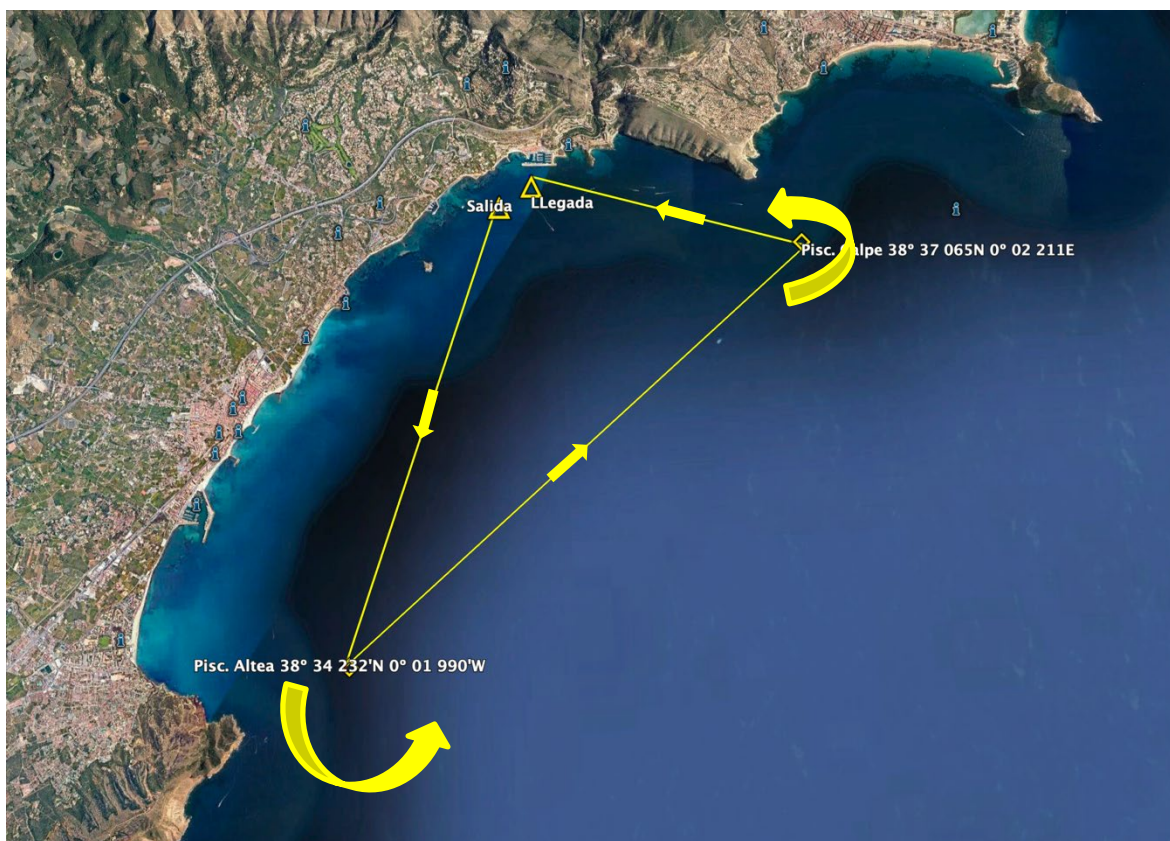 Salida
LLegada
Pisc. Calpe 38° 37 065N 0° 02 211E
Pisc. Altea 38° 34 232'N 0° 01 990'W